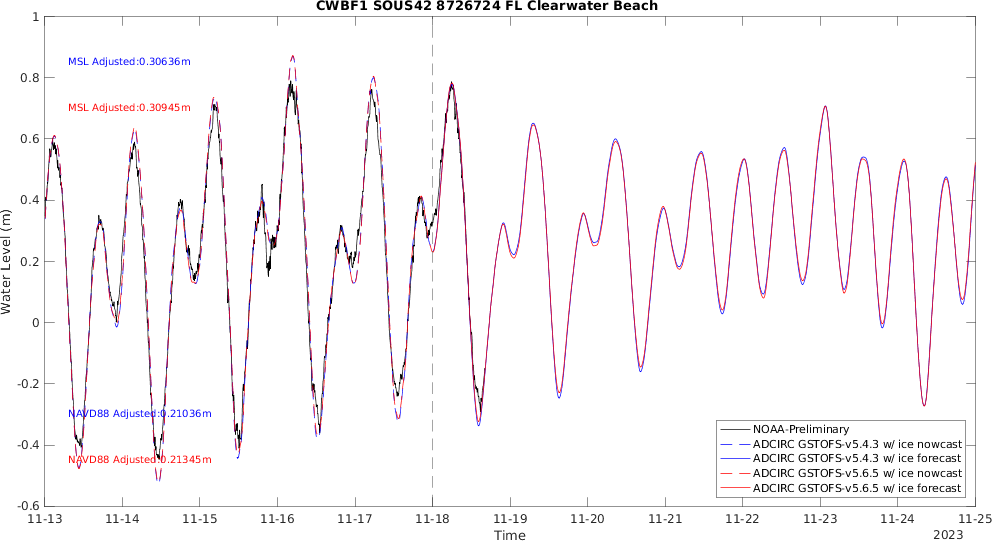 CWBF1 SOUS42 8726724 FL Clearwater Beach
Water Level (m)
1
0.8
0.6
0.4
0.2
0
-0.2
-0.4
-0.6
MSL Adjusted:0.30636m
MSL Adjusted:0.30945m
NAVD88 Adjusted:0.21036m
NAVD88 Adjusted:0.21345m
NOAA-Preliminary
ADCIRC GSTOFS-v5.4.3 w/ ice nowcast
ADCIRC GSTOFS-v5.4.3 w/ ice forecast
ADCIRC GSTOFS-v5.6.5 w/ ice nowcast
ADCIRC GSTOFS-v5.6.5 w/ ice forecast
11-13 11-14 11-15 11-16 11-17 11-18 11-19 11-20 11-21 11-22 11-23 11-24 11-25
Time
2023